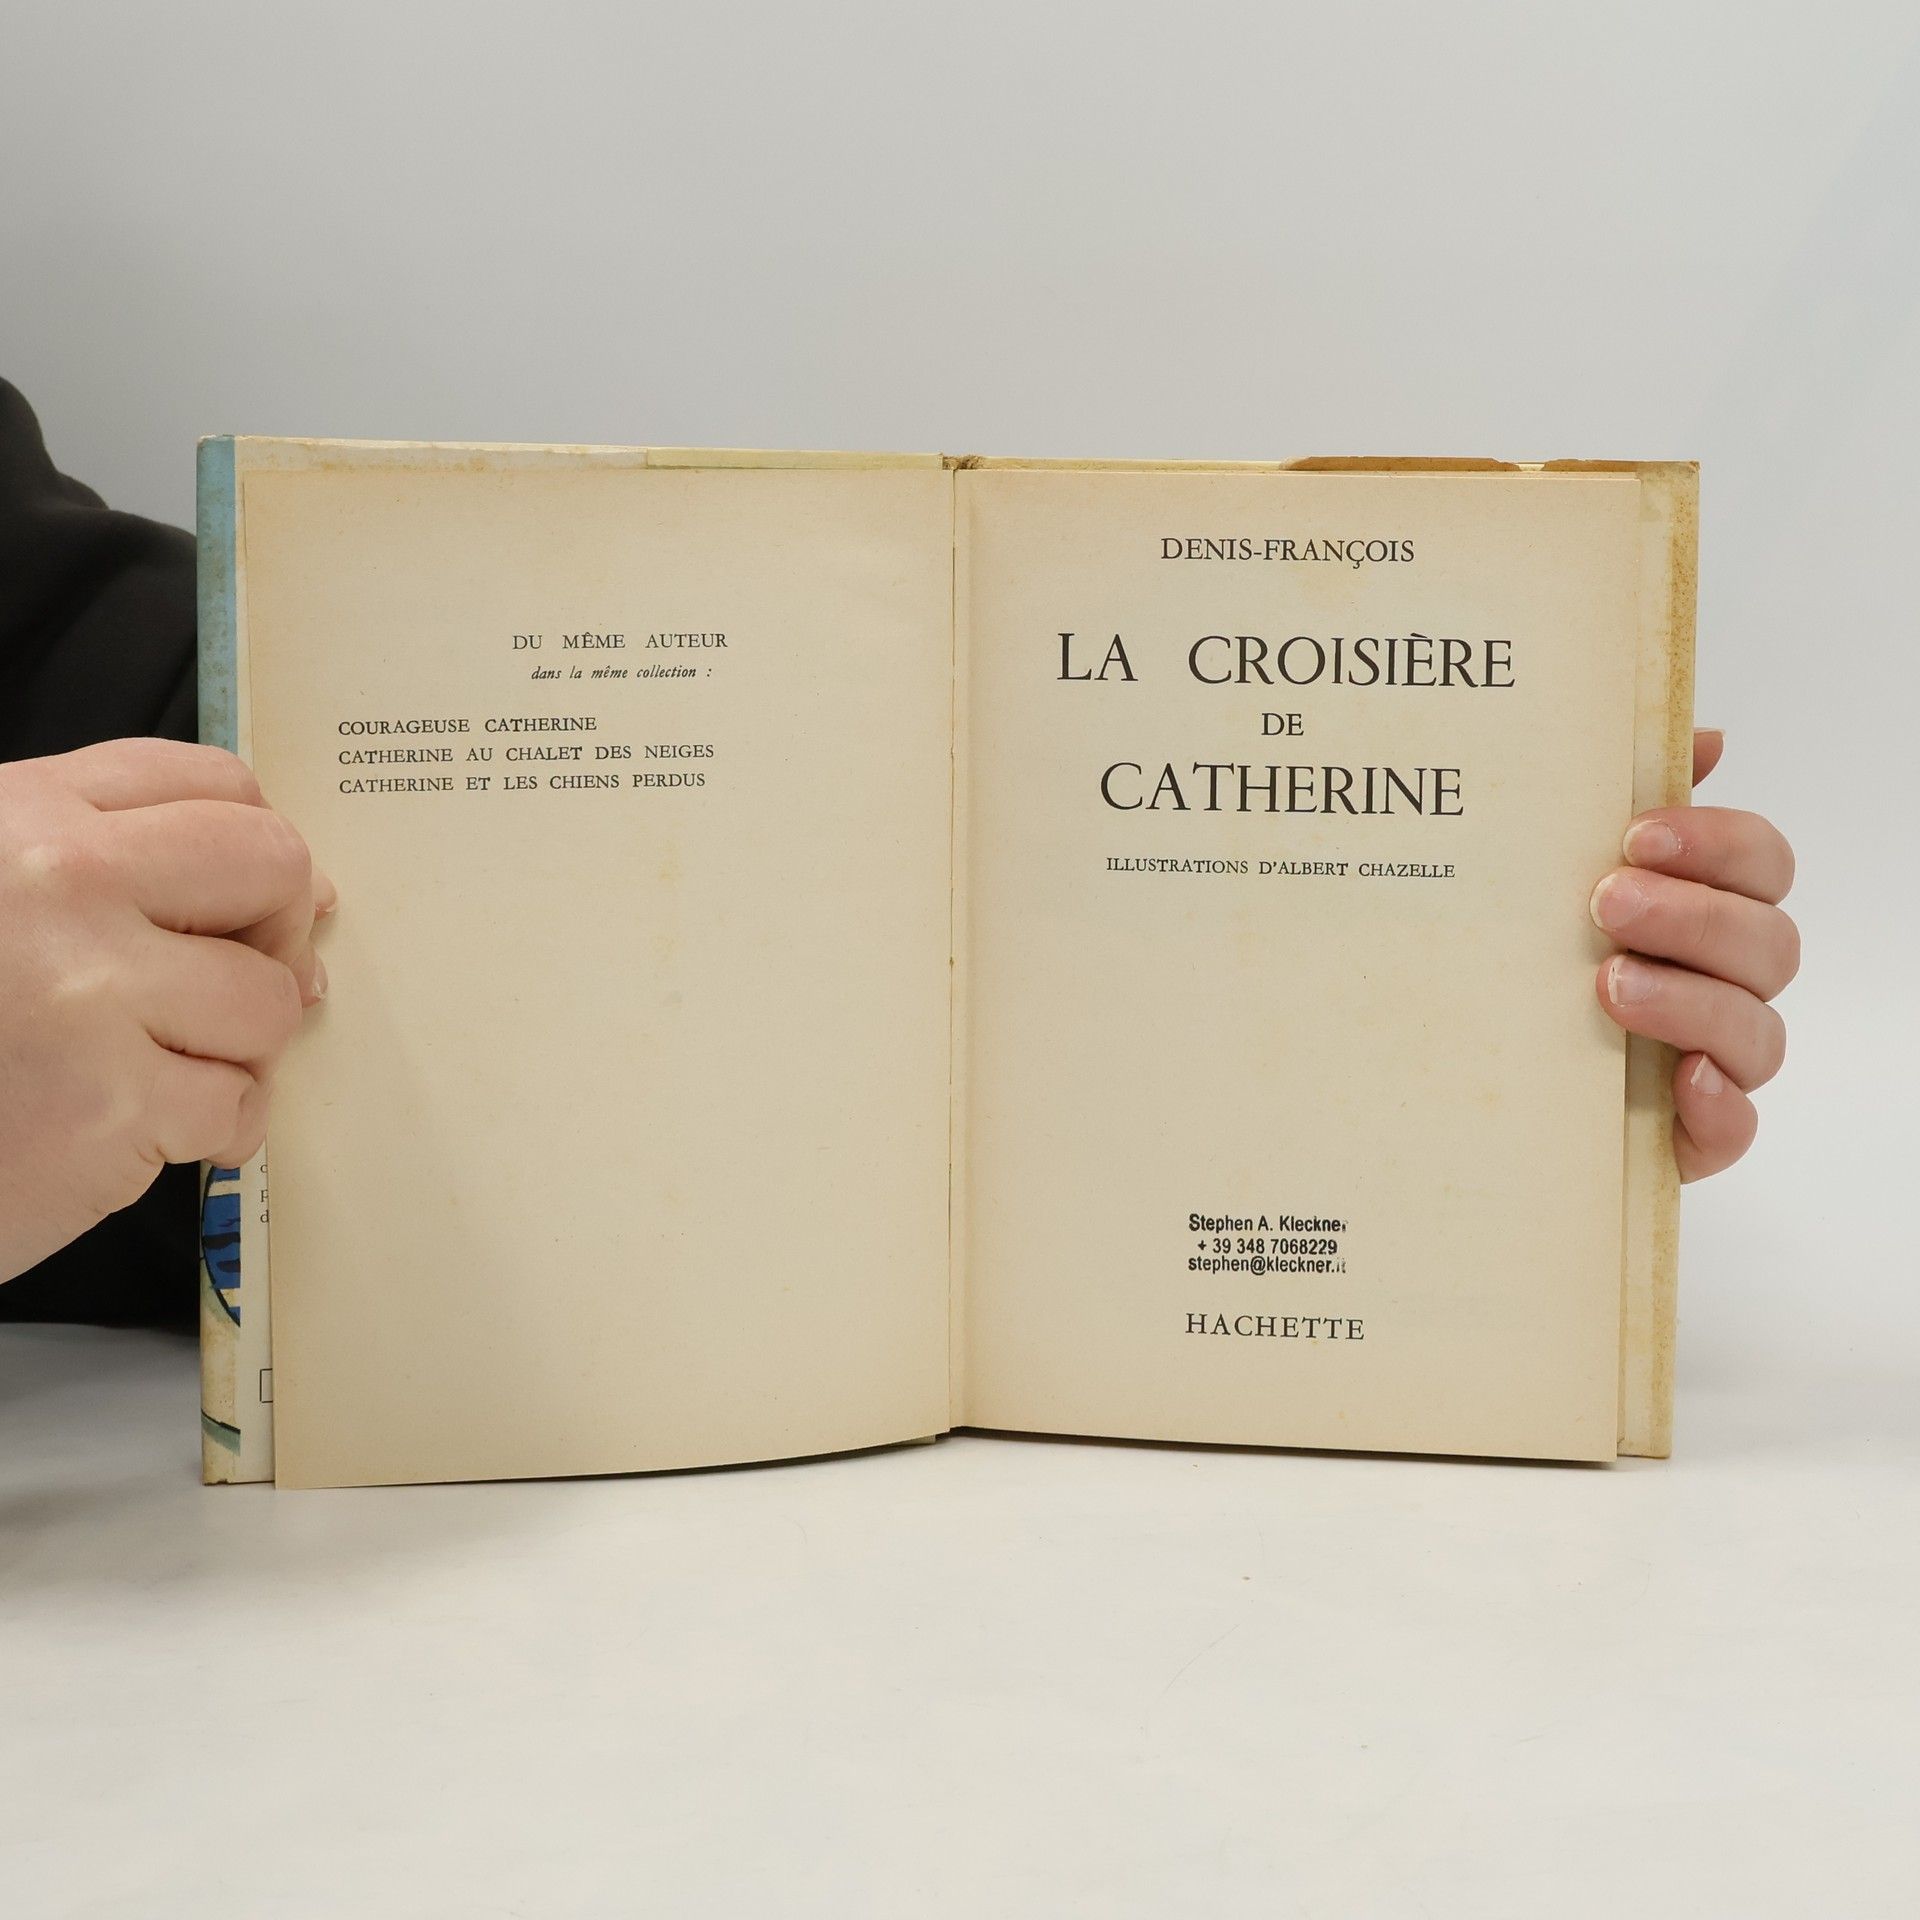 DU MÊME AUTEUR
dans la même collection :
COURAGEUSE CATHERINE
CATHERINE AU CHALET DES NEIGES
CATHERINE ET LES CHIENS PERDUS
DENIS-FRANÇOIS
LA CROISIÈRE
DE
CATHERINE
ILLUSTRATIONS D'ALBERT CHAZELLE
Stephen A. Kleckner
+ 39 348 7068229
stephen@kleckner.it
HACHETTE